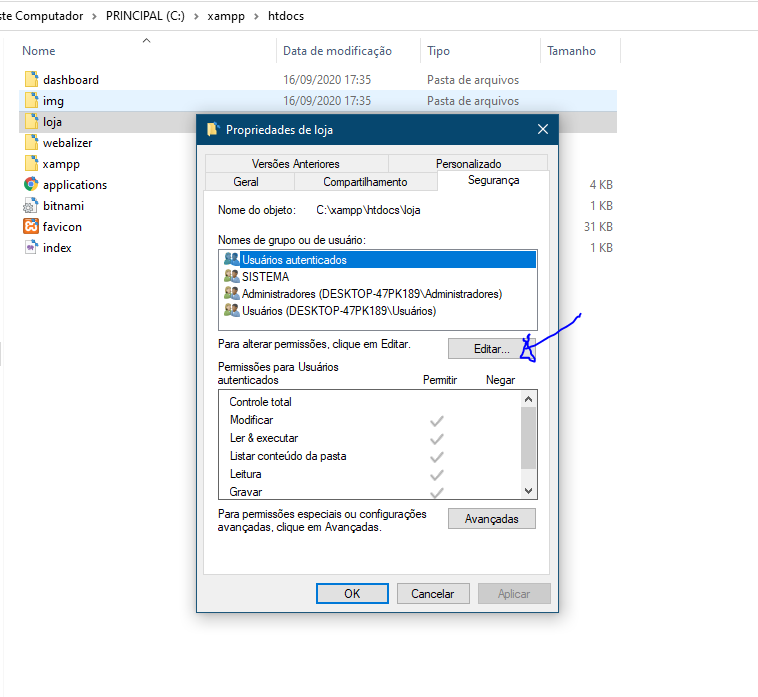 ste Computador > PRINCIPAL (C:) > xampp > htdocs
Nome Data de modificação Tipo Tamanho
dashboard 16/09/2020 17:35 Pasta de arquivos
img 16/09/2020 17:35 Pasta de arquivos
loja
webalizer
xampp
applications 4 KB
bitnami 1 KB
favicon 31 KB
index 1 KB
Propriedades de loja
Versões Anteriores Personalizado
Geral Compartilhamento Segurança
Nome do objeto: C:\xampp\htdocs\loja
Nomes de grupo ou de usuário:
Usuários autenticados
SISTEMA
Administradores (DESKTOP-47PK189\Administradores)
Usuários (DESKTOP-47PK189\Usuários)
Para alterar permissões, clique em Editar. Editar...
Permissões para Usuários
autenticados Permitir Negar
Controle total
Modificar
Ler & executar
Listar conteúdo da pasta
Leitura
Gravar
Para permissões especiais ou configurações
avançadas, clique em Avançadas. Avançadas
OK Cancelar Aplicar